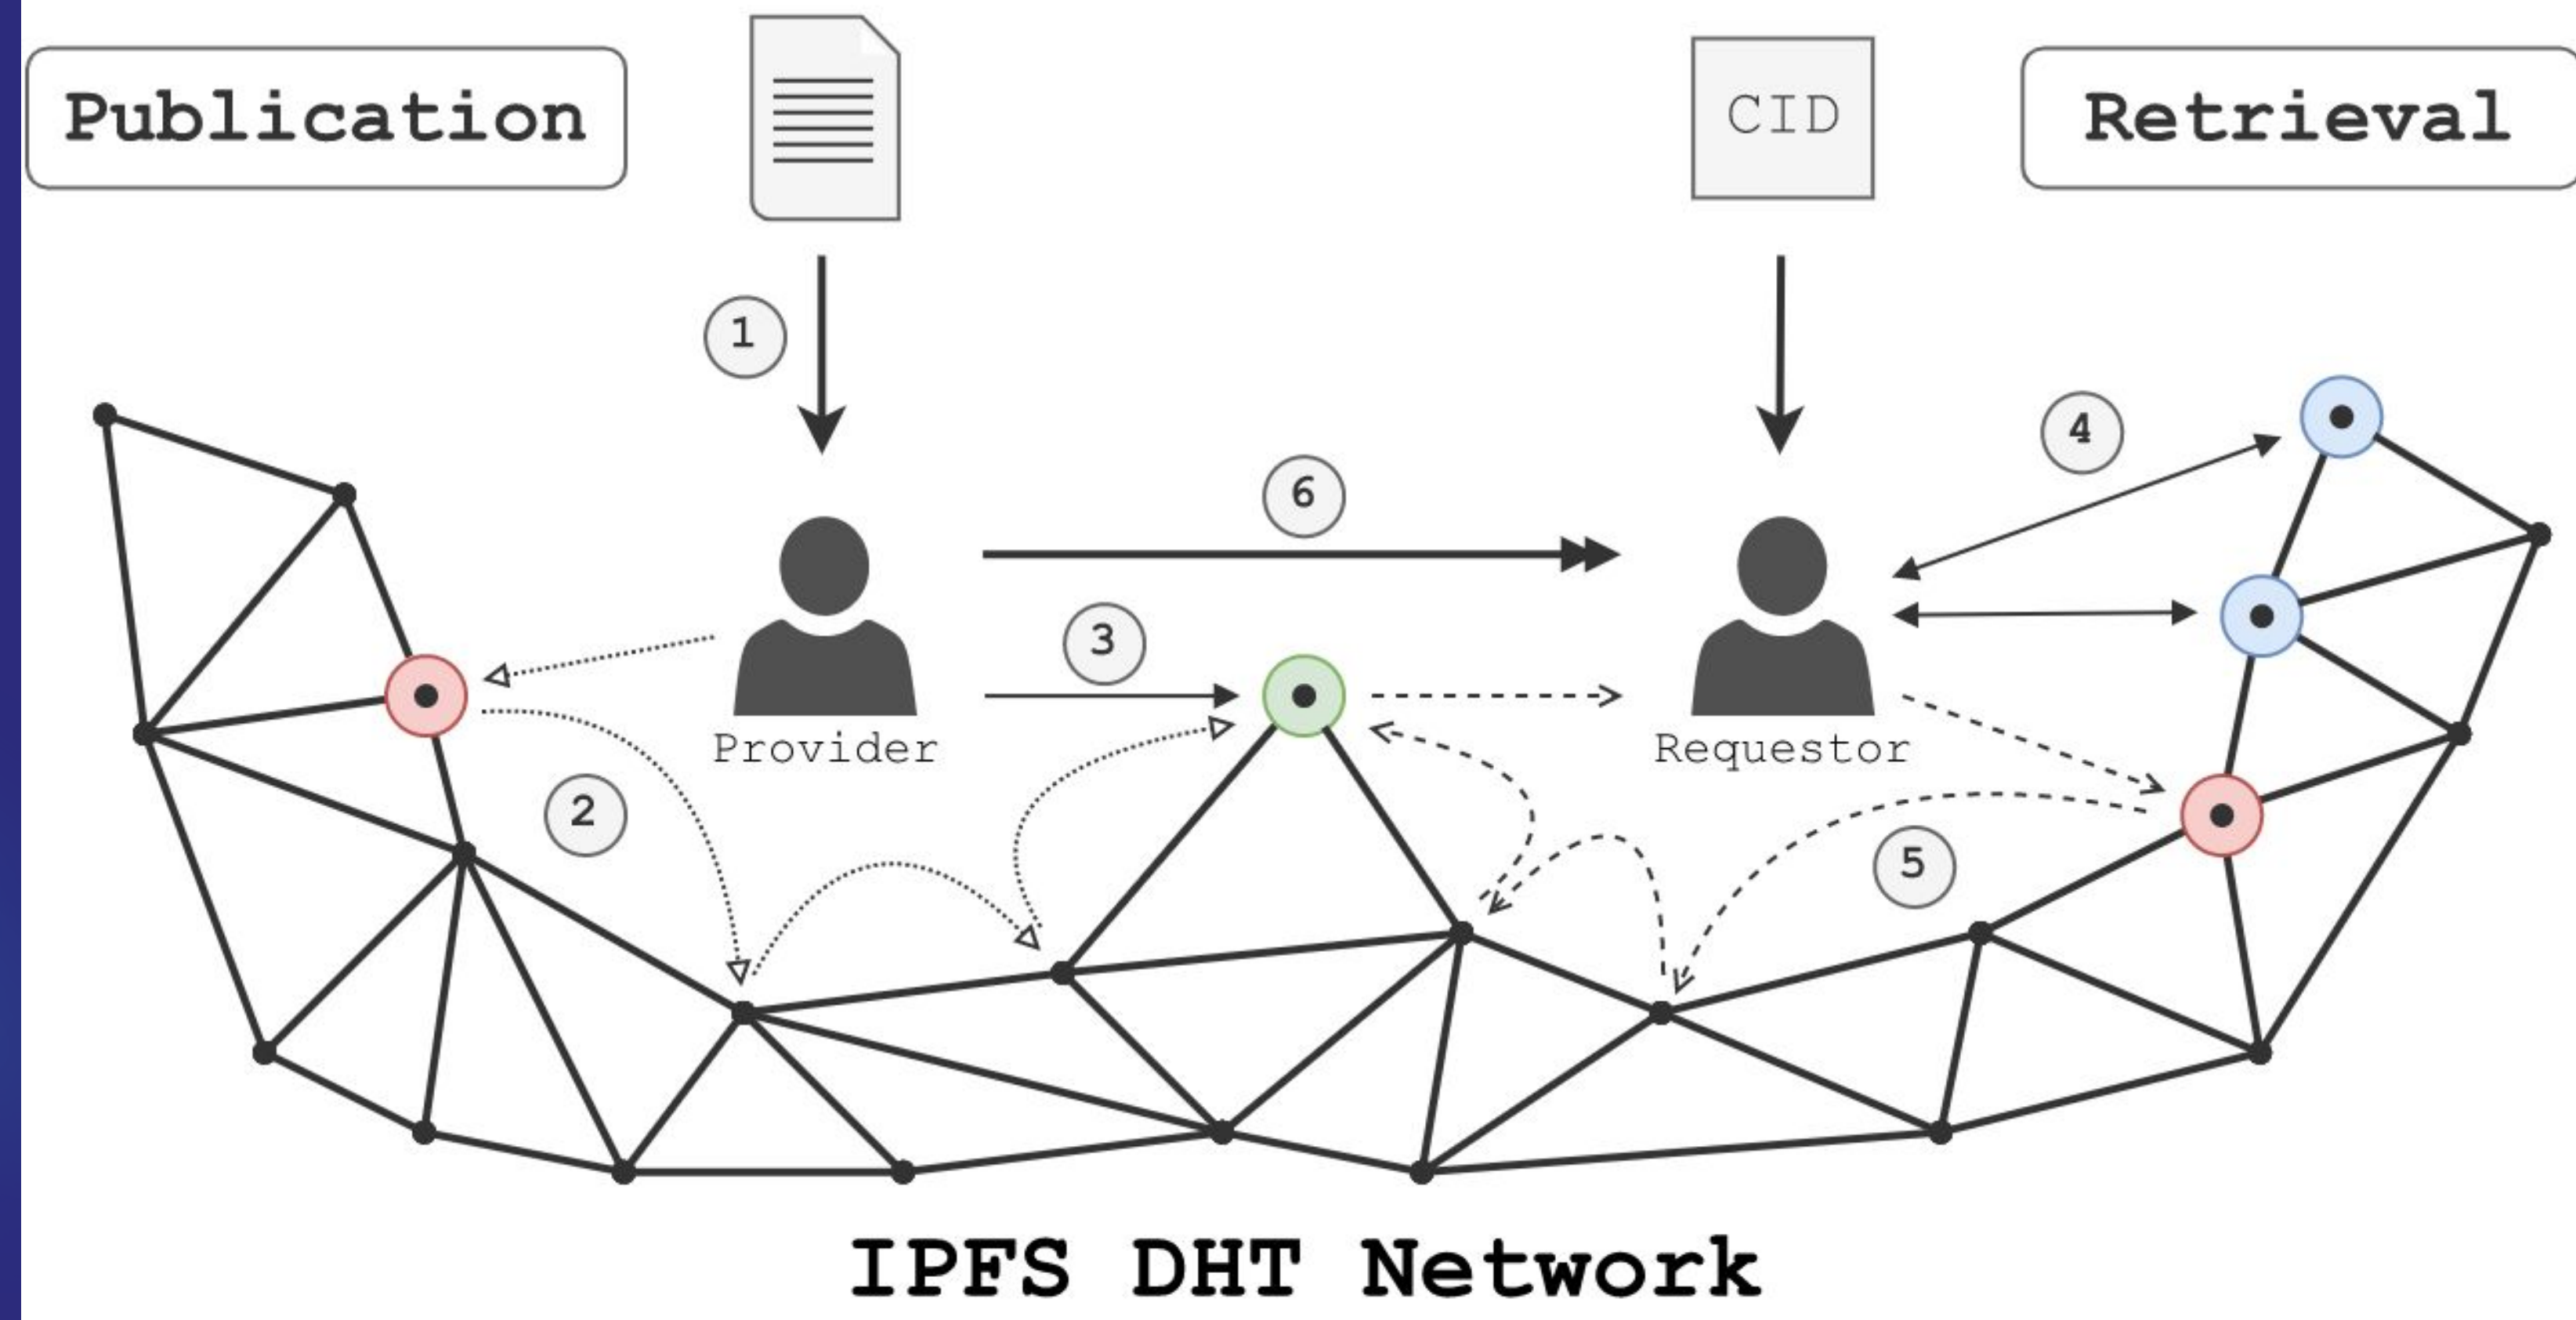 Publication
CID
Retrieval
1
4
6
3
Provider
Requestor
2
5
IPFS DHT Network